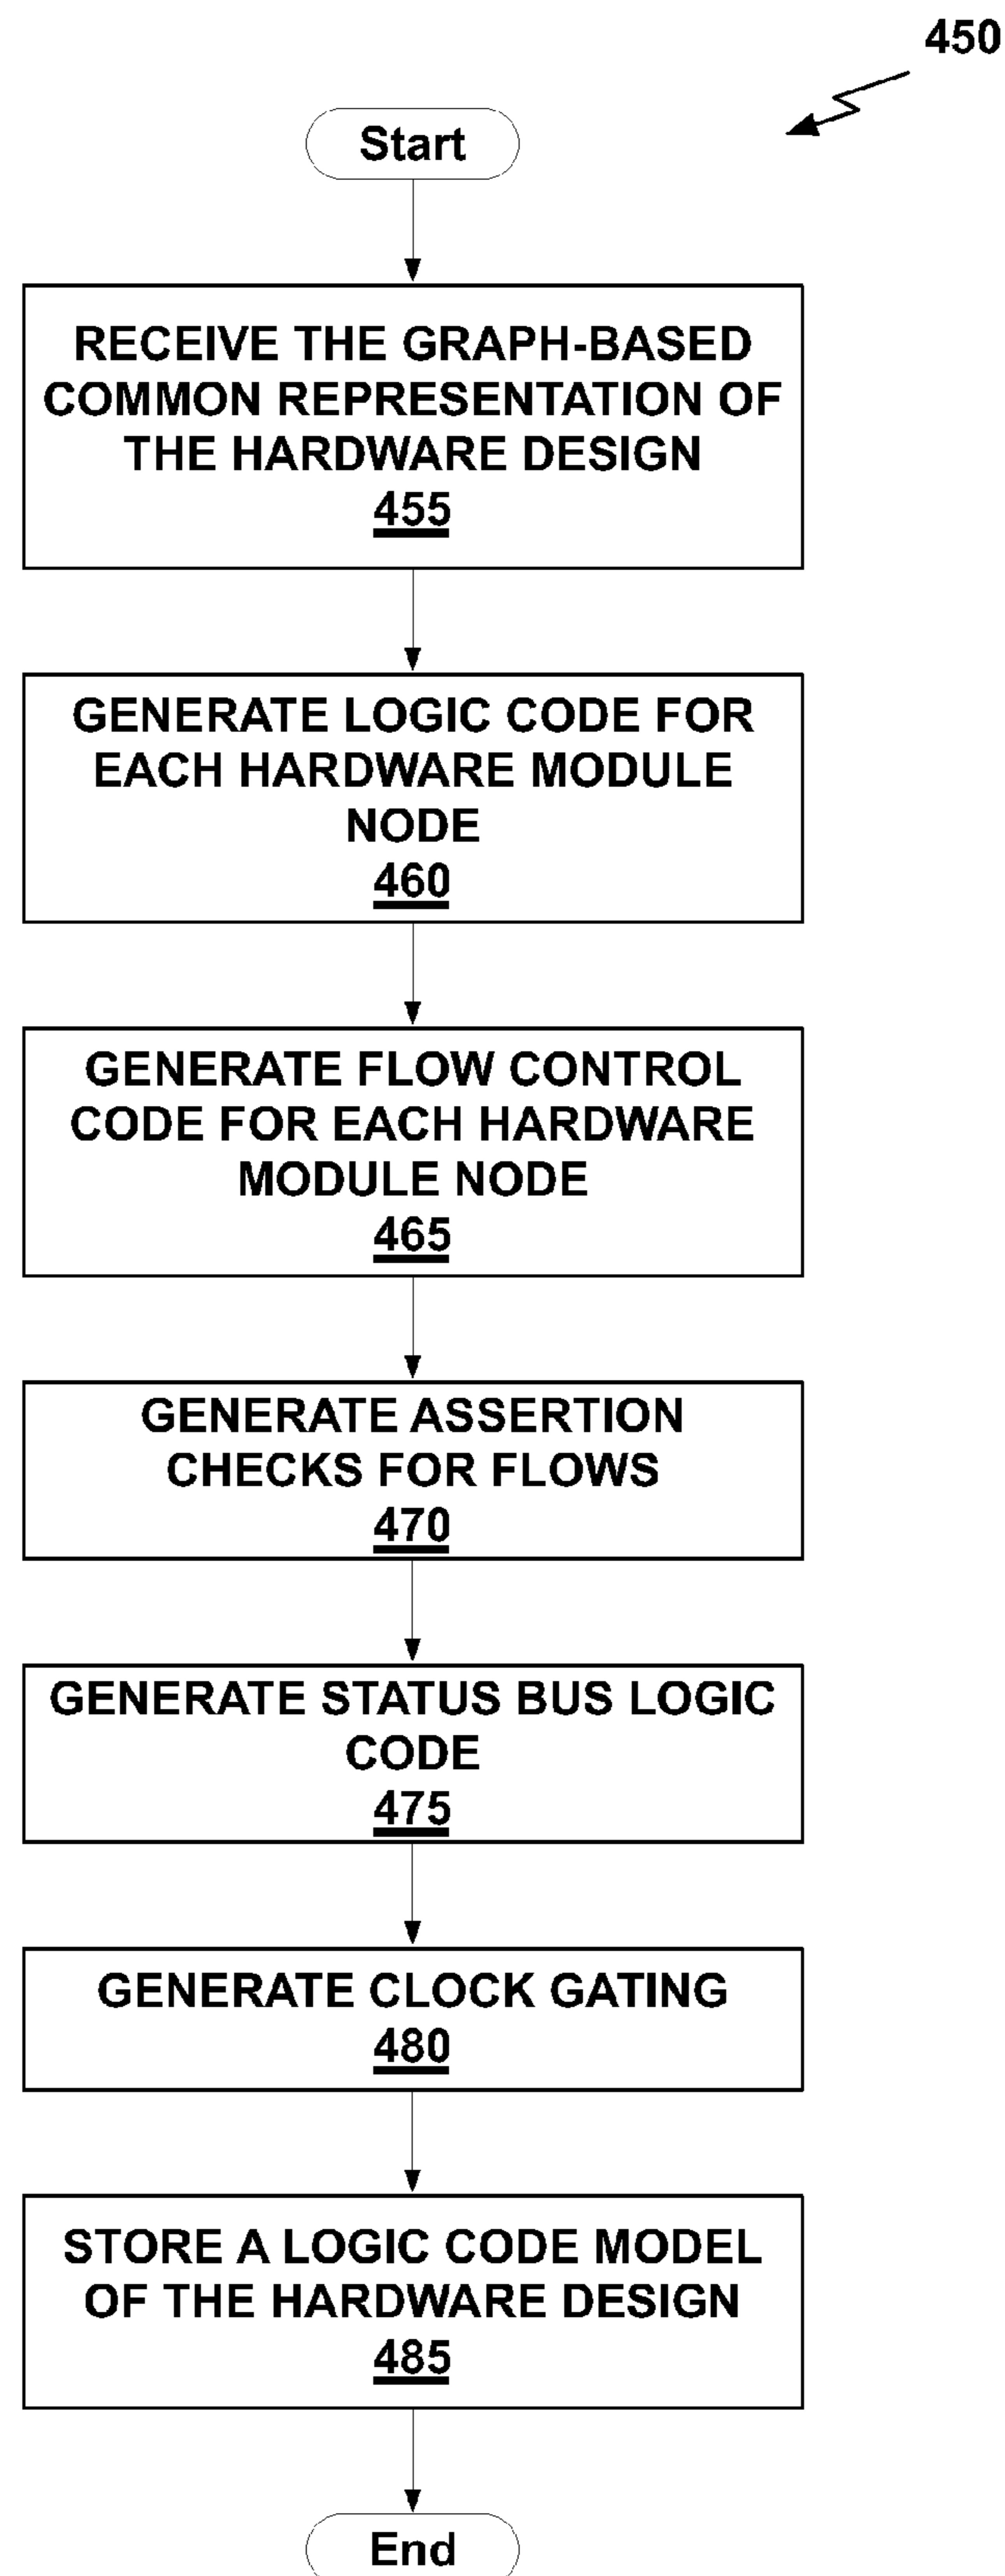 450
Start
RECEIVE THE GRAPH-BASED
COMMON REPRESENTATION OF
THE HARDWARE DESIGN
455
GENERATE LOGIC CODE FOR
EACH HARDWARE MODULE
NODE
460
GENERATE FLOW CONTROL
CODE FOR EACH HARDWARE
MODULE NODE
465
GENERATE ASSERTION
CHECKS FOR FLOWS
470
GENERATE STATUS BUS LOGIC
CODE
475
GENERATE CLOCK GATING
480
STORE A LOGIC CODE MODEL
OF THE HARDWARE DESIGN
485
End